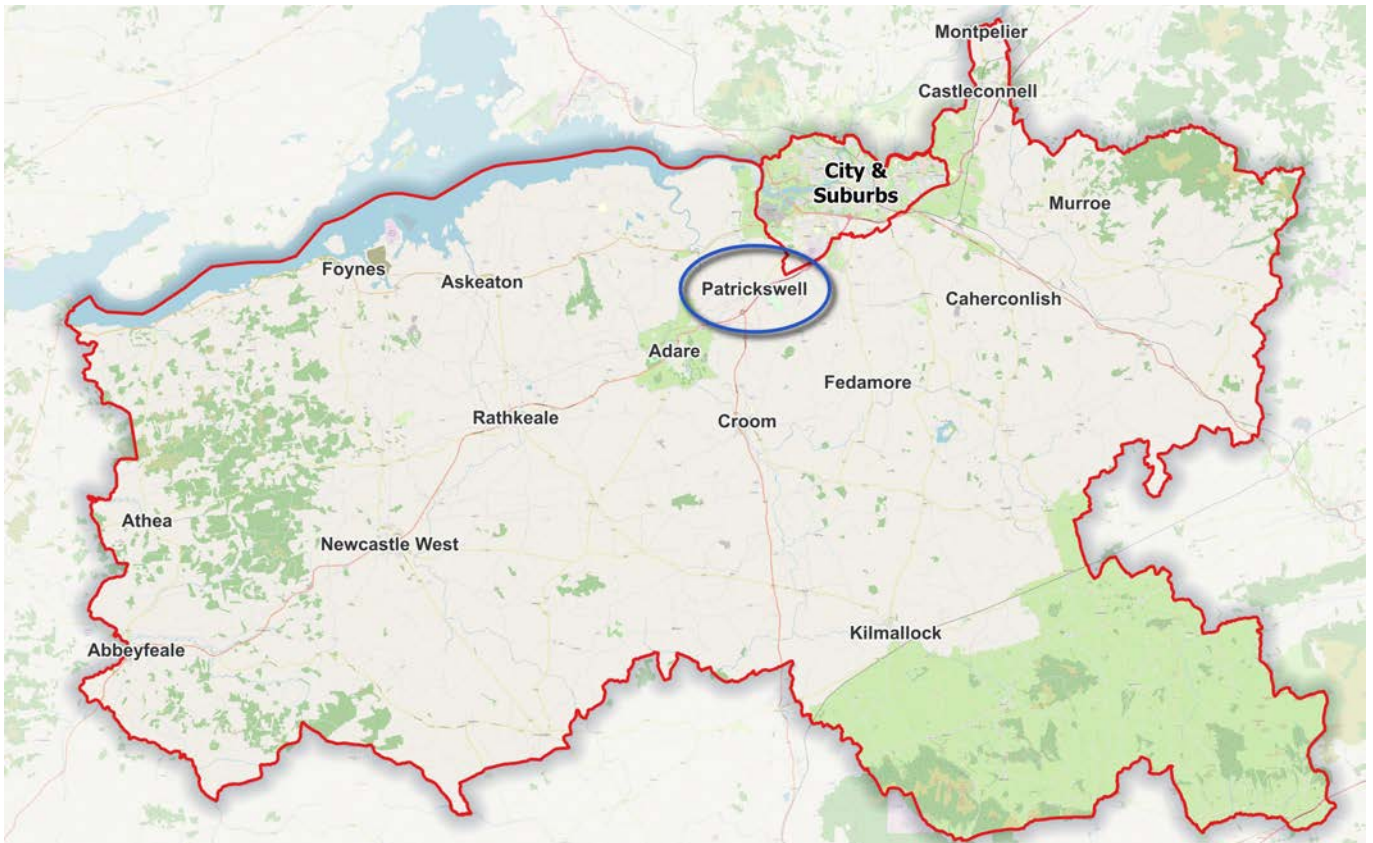 Montpelier
Castleconnell
City &
Suburbs
Murroe
Foynes
Askeaton
Patrickswell
Caherconlish
Adare
Fedamore
Rathkeale
Croom
Athea
Newcastle West
Kilmallock
Abbeyfeale